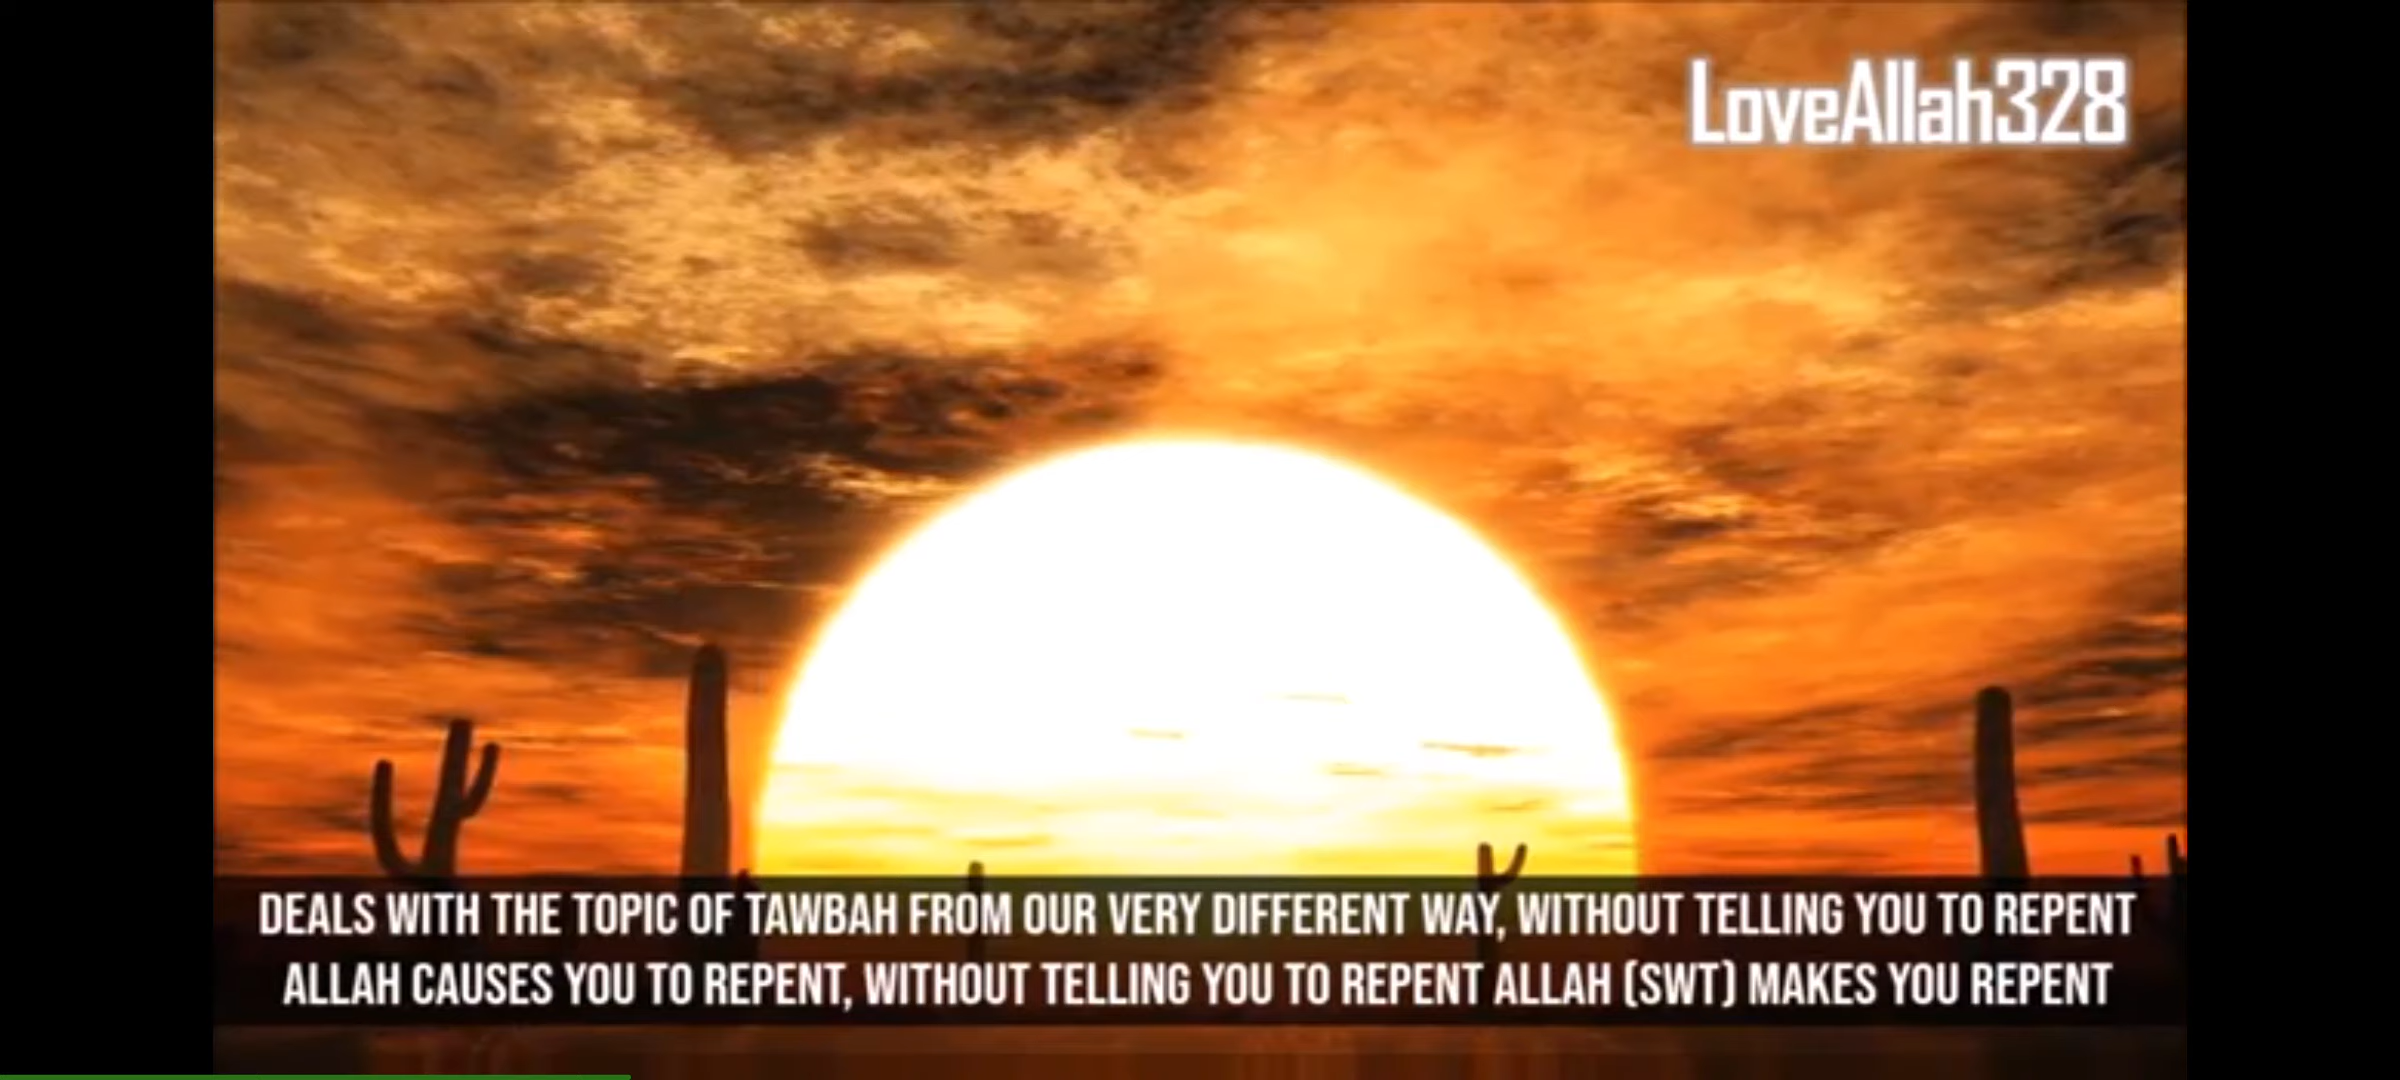 LoveAllah328
DEALS WITH THE TOPIC OF TAWBAH FROM OUR VERY DIFFERENT WAY, WITHOUT TELLING YOU TO REPENT
ALLAH CAUSES YOU TO REPENT, WITHOUT TELLING YOU TO REPENT ALLAH (SWT) MAKES YOU REPENT